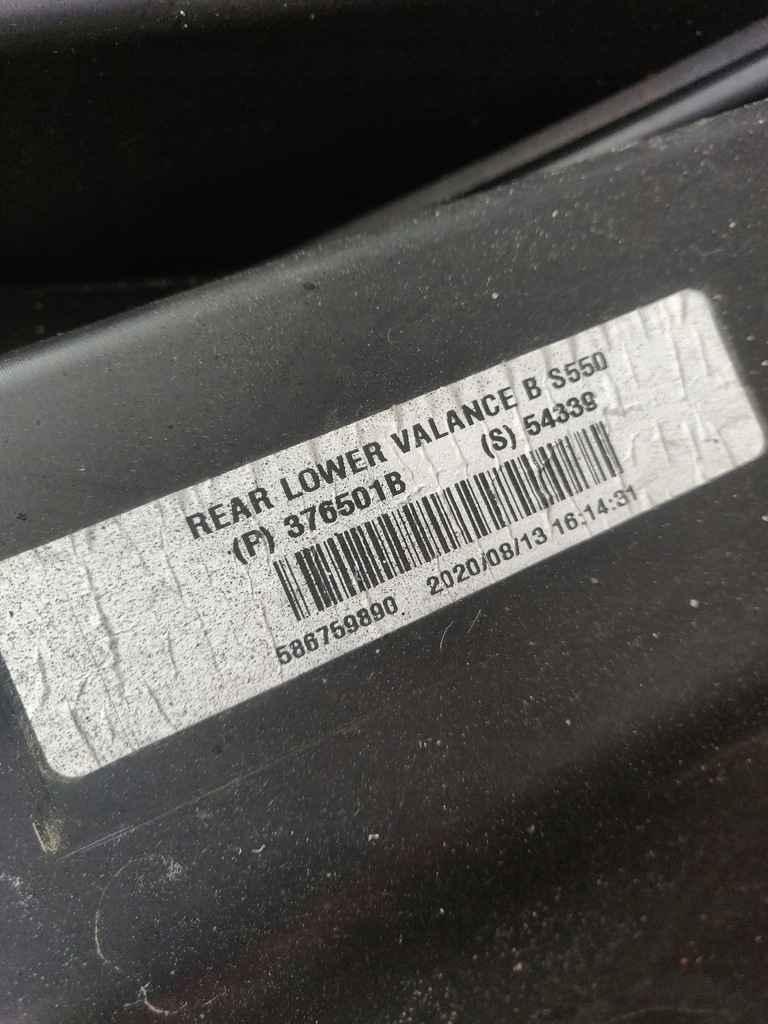 REAR LOWER VALANCE B S550
(P) 376501B (S) 54339
586759890 2020/08/13 16:14:31